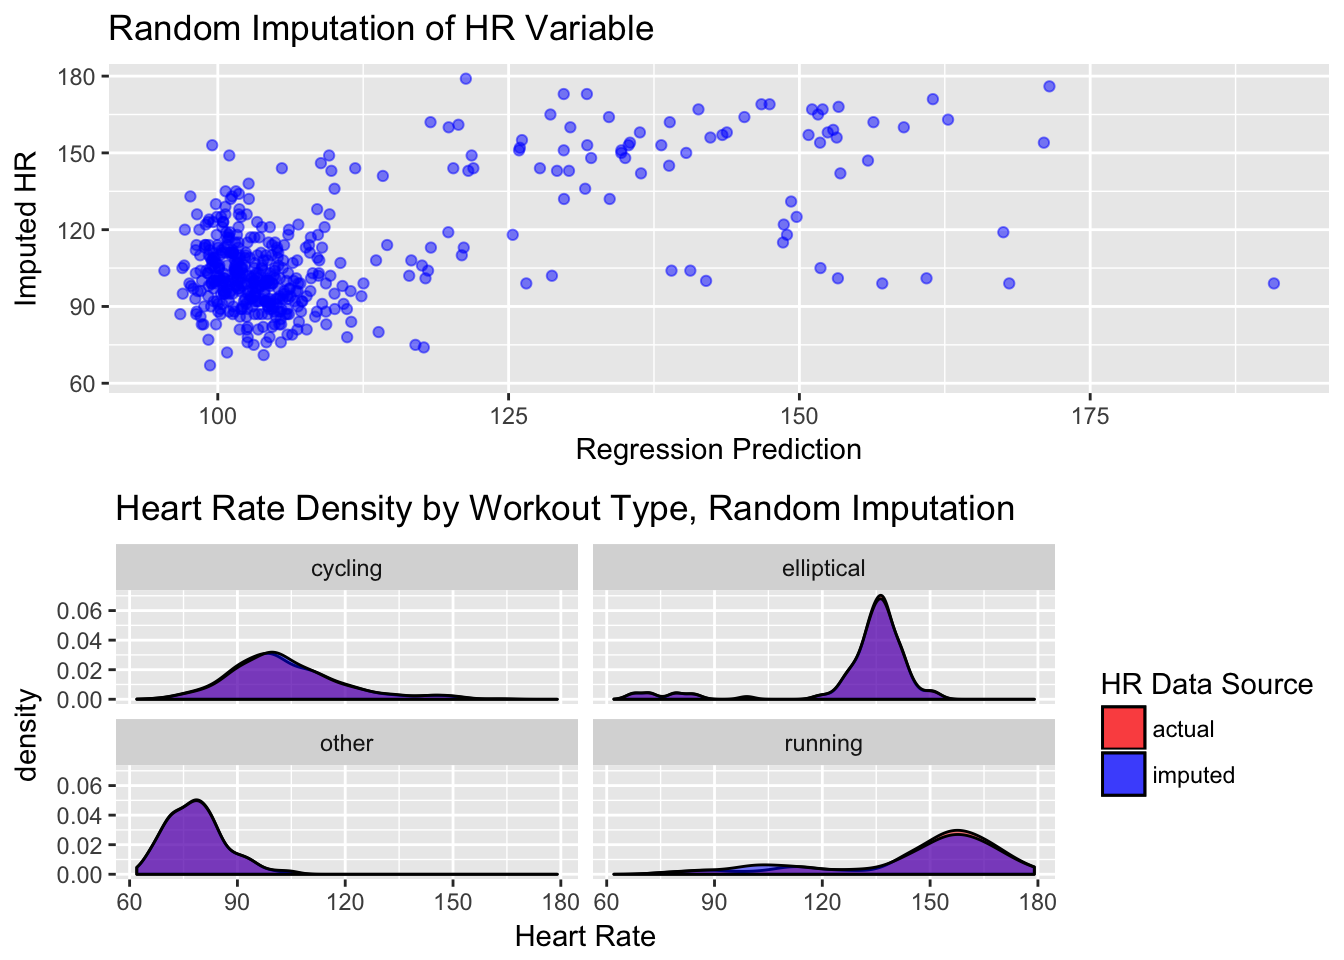 Random Imputation of HR Variable
180
150
120
90
60
Imputed HR
100 125 150 175
Regression Prediction
Heart Rate Density by Workout Type, Random Imputation
cycling elliptical
0.06
0.04
0.02
0.00
other running
0.06
0.04
0.02
0.00
density
60 90 120 150 180 60 90 120 150 180
Heart Rate
HR Data Source
actual
imputed